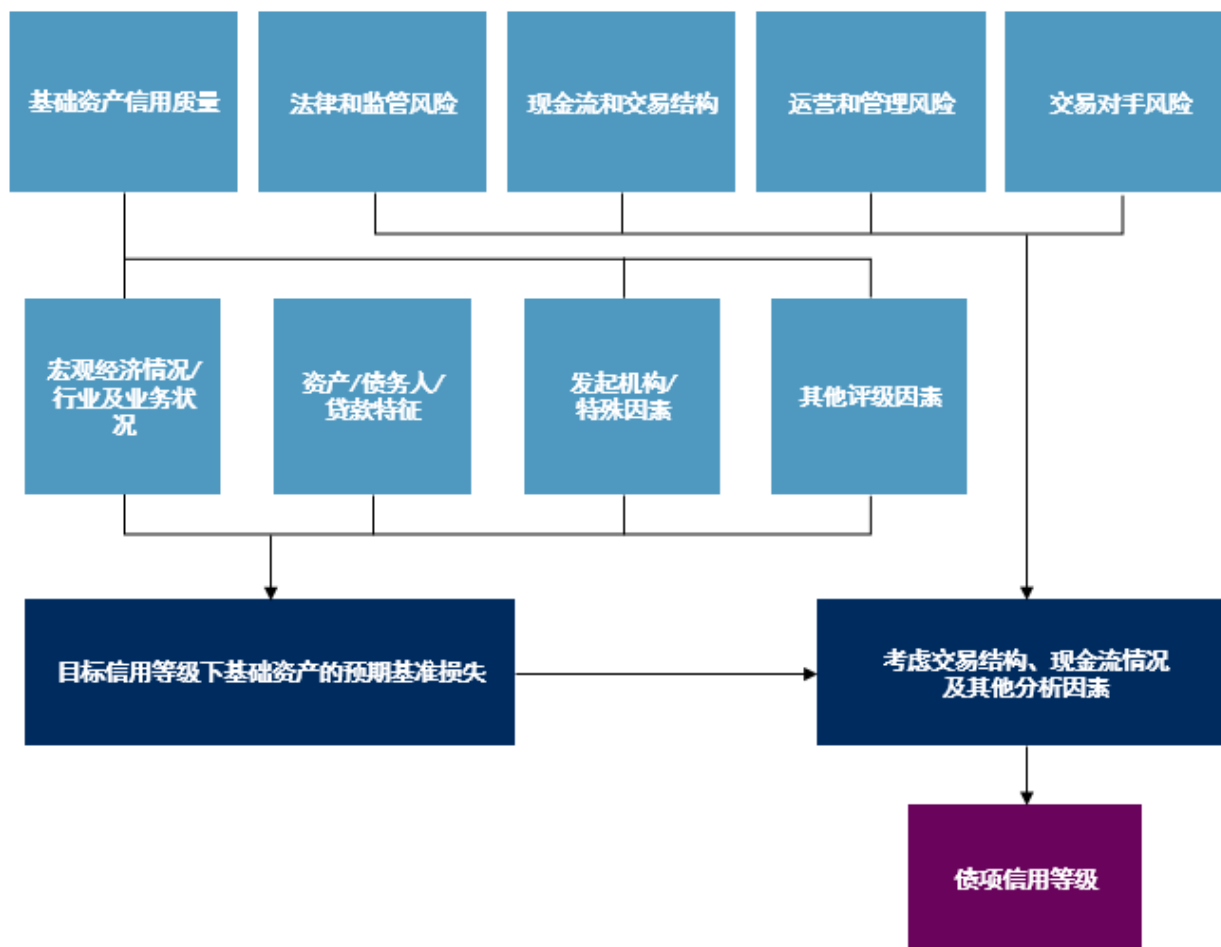 基础资产信用质量
法律和监管风险
现金流和交易结构
运营和管理风险
交易对手风险
宏观经济情况/
行业及业务状
况
资产/债务人/
贷款特征
发起机构/
特殊因素
其他评级因素
目标信用等级下基础资产的预期基准损失
考虑交易结构、现金流情况
及其他分析因素
债项信用等级